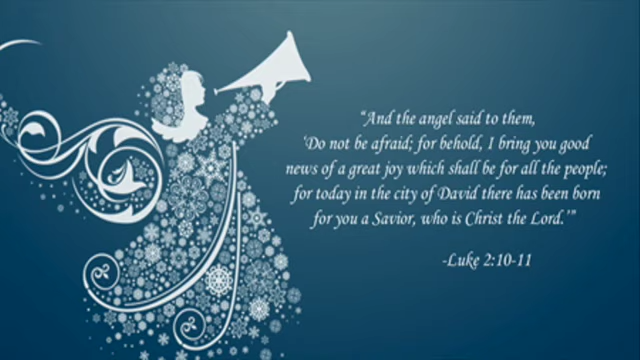 “And the angel said to them,
‘Do not be afraid; for behold, I bring you good
news of a great joy which shall be for all the people;
for today in the city of David there has been born
for you a Savior, who is Christ the Lord.’”
-Luke 2:10-11